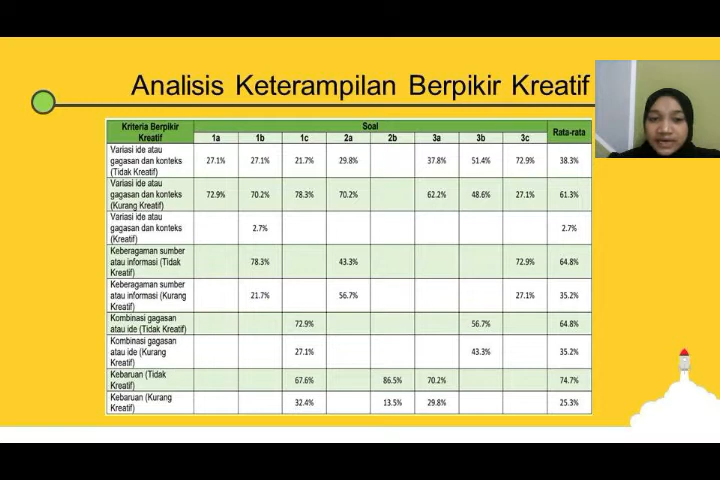 Analisis Keterampilan Berpikir Kreatif
Kriteria Berpikir Kreatif Soal Rata-rata
1a 1b 1c 2a 2b 3a 3b 3c
Variasi ide atau
gagasan dan konteks
(Tidak Kreatif)
27.1% 27.1% 21.7% 29.8% 37.8% 51.4% 72.9% 38.3%
Variasi ide atau
gagasan dan konteks
(Kurang Kreatif)
72.9% 70.2% 78.3% 70.2% 62.2% 48.6% 27.1% 61.3%
Variasi ide atau
gagasan dan konteks
(Kreatif)
2.7% 2.7%
Keberagaman sumber
atau informasi (Tidak
Kreatif)
78.3% 43.3% 72.9% 64.8%
Keberagaman sumber
atau informasi (Kurang
Kreatif)
21.7% 56.7% 27.1% 35.2%
Kombinasi gagasan
atau ide (Tidak Kreatif)
72.9% 56.7% 64.8%
Kombinasi gagasan
atau ide (Kurang
Kreatif)
27.1% 43.3% 35.2%
Kebaruan (Tidak
Kreatif)
67.6% 86.5% 70.2% 74.7%
Kebaruan (Kurang
Kreatif)
32.4% 13.5% 29.8% 25.3%